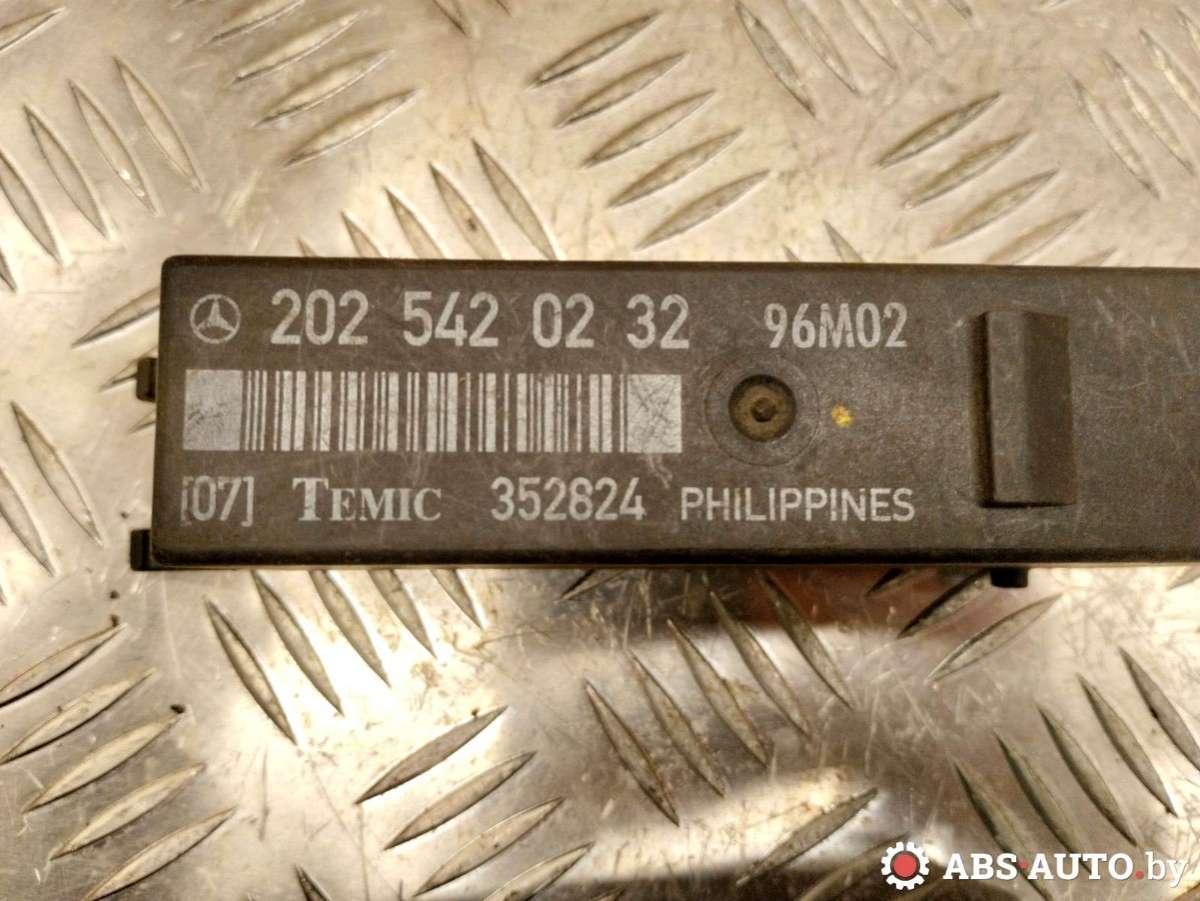 202 542 02 32 96M02
[07] TEMIC 352824 PHILIPPINES
ABS-AUTO.by